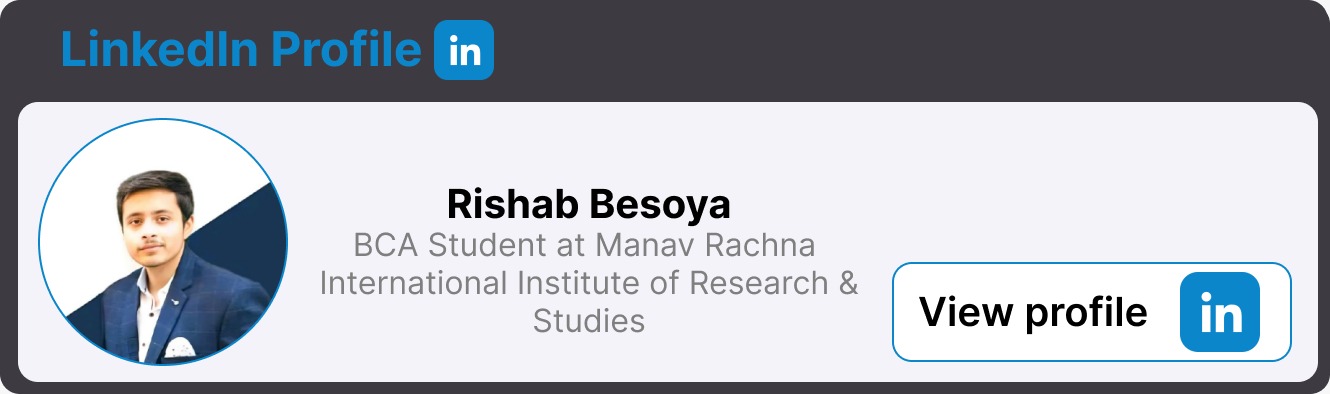 LinkedIn Profile in
Rishab Besoya
BCA Student at Manav Rachna
International Institute of Research &
Studies
View profile in